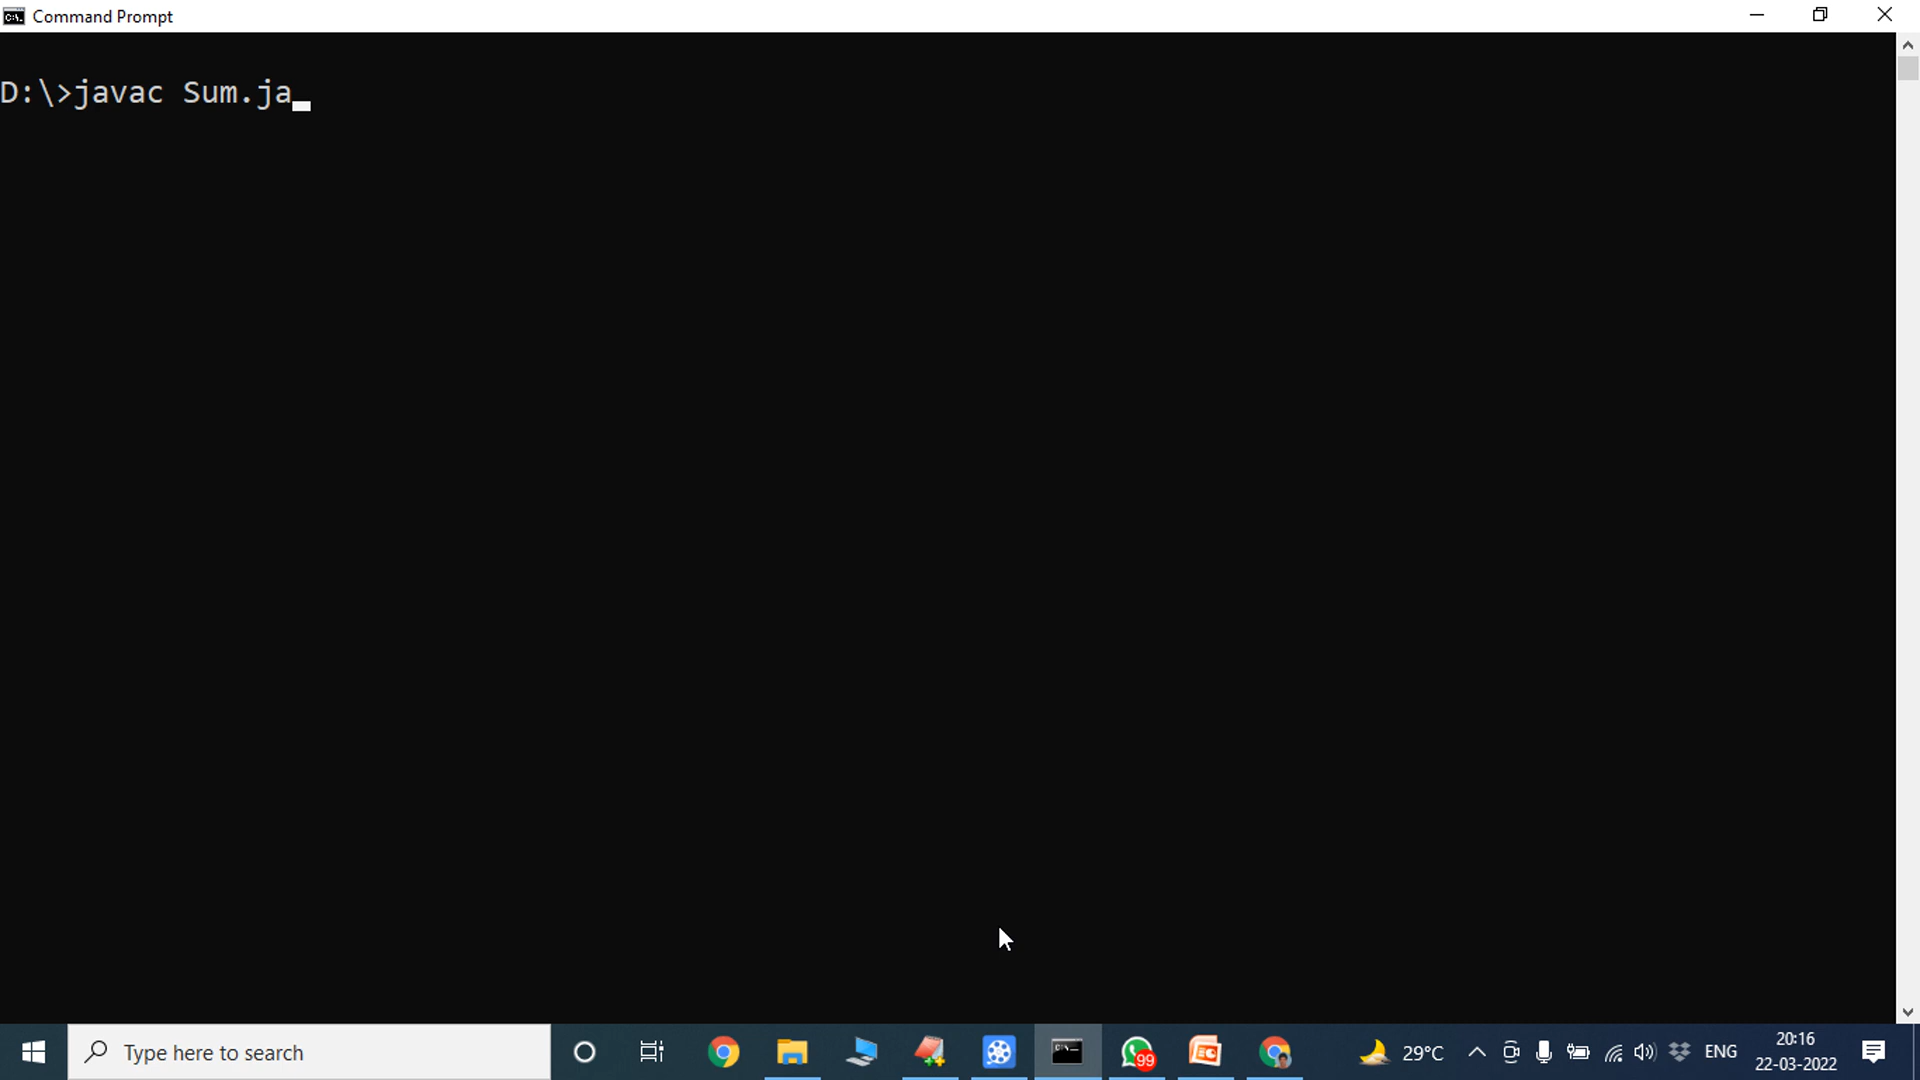 Command Prompt
D:\>javac Sum.ja
Type here to search
99
29°C
ENG
20:16
22-03-2022